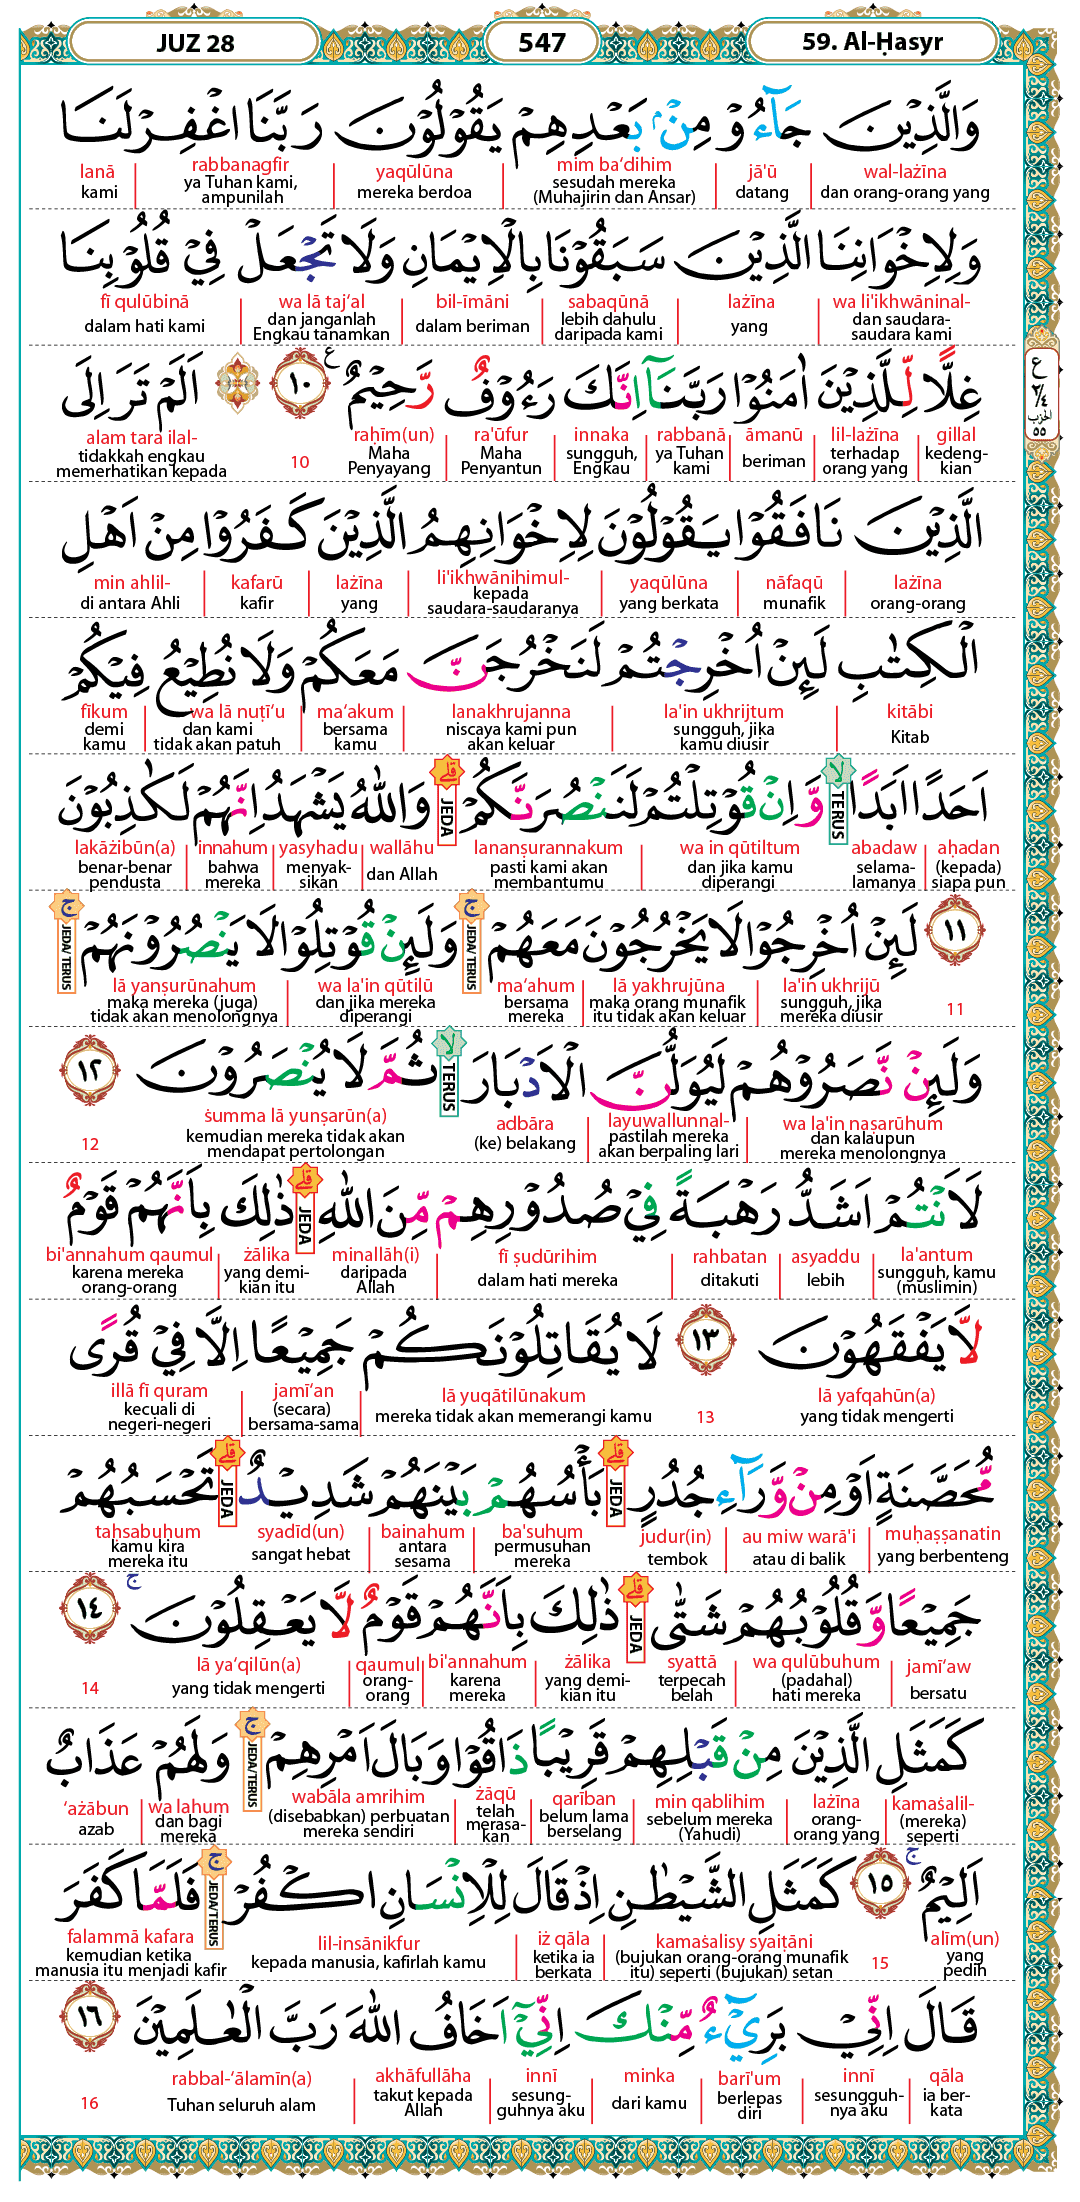 JUZ 28
547
59. Al-Ḥasyr
وَالَّذِيْنَ جَاۤءُوْ مِنْۢ بَعْدِهِمْ يَقُوْلُوْنَ رَبَّنَا اغْفِرْ لَنَا
wal-lażīna | jā'ū | mim ba‘dihim | yaqūlūna | rabbanagfir | lanā
dan orang-orang yang | datang | sesudah mereka (Muhajirin dan Ansar) | mereka berdoa | ya Tuhan kami, ampunilah | kami
وَلِاِخْوَانِنَا الَّذِيْنَ سَبَقُوْنَا بِالْاِيْمَانِ وَلَا تَجْعَلْ فِيْ قُلُوْبِنَا
wa li'ikhwāninal- | lażīna | sabaqūnā | bil-īmāni | wa lā taj‘al | fī qulūbinā
dan saudara-saudara kami | yang | lebih dahulu daripada kami | dalam beriman | dan janganlah Engkau tanamkan | dalam hati kami
غِلًّا لِّلَّذِيْنَ اٰمَنُوْا رَبَّنَآ اِنَّكَ رَءُوْفٌ رَّحِيْمٌ ࣖ ١٠ اَلَمْ تَرَ اِلَى
gillal | lil-lażīna | āmanū | rabbanā | innaka | ra'ūfur | raḥīm(un) | 10 | alam tara ilal-
kedeng-kian | terhadap orang yang | beriman | ya Tuhan kami | sungguh, Engkau | Maha Penyantun | Maha Penyayang | tidakkah engkau memerhatikan kepada
ع ٢/٤ الحزب ٥٥
الَّذِيْنَ نَافَقُوْا يَقُوْلُوْنَ لِاِخْوَانِهِمُ الَّذِيْنَ كَفَرُوْا مِنْ اَهْلِ
lażīna | nāfaqū | yaqūlūna | li'ikhwānihimul- | lażīna | kafarū | min ahlil-
orang-orang | munafik | yang berkata | kepada saudara-saudaranya | yang | kafir | di antara Ahli
الْكِتٰبِ لَىِٕنْ اُخْرِجْتُمْ لَنَخْرُجَنَّ مَعَكُمْ وَلَا نُطِيْعُ فِيْكُمْ
kitābi | la'in ukhrijtum | lanakhrujanna | ma‘akum | wa lā nuṭī‘u | fīkum
Kitab | sungguh, jika kamu diusir | niscaya kami pun akan keluar | bersama kamu | dan kami tidak akan patuh | demi kamu
اَحَدًا اَبَدًاۙ TERUS وَّاِنْ قُوْتِلْتُمْ لَنَنْصُرَنَّكُمْۗ JEDA وَاللّٰهُ يَشْهَدُ اِنَّهُمْ لَكٰذِبُوْنَ
aḥadan | abadaw | wa in qūtiltum | lananṣurannakum | wallāhu | yasyhadu | innahum | lakāżibūn(a)
(kepada) siapa pun | selama-lamanya | dan jika kamu diperangi | pasti kami akan membantumu | dan Allah | menyak-sikan | bahwa mereka | benar-benar pendusta
١١ لَىِٕنْ اُخْرِجُوْا لَا يَخْرُجُوْنَ مَعَهُمْۚ JEDA/TERUS وَلَىِٕنْ قُوْتِلُوْا لَا يَنْصُرُوْنَهُمْۚ JEDA/TERUS
11 | la'in ukhrijū | lā yakhrujūna | ma‘ahum | wa la'in qūtilū | lā yanṣurūnahum
sungguh, jika mereka diusir | maka orang munafik itu tidak akan keluar | bersama mereka | dan jika mereka diperangi | maka mereka (juga) tidak akan menolongnya
وَلَىِٕنْ نَّصَرُوْهُمْ لَيُوَلُّنَّ الْاَدْبَارَۙ TERUS ثُمَّ لَا يُنْصَرُوْنَ ١٢
wa la'in naṣarūhum | layuwallunnal- | adbāra | ṡumma lā yunṣarūn(a) | 12
dan kalaupun mereka menolongnya | pastilah mereka akan berpaling lari | (ke) belakang | kemudian mereka tidak akan mendapat pertolongan
لَاَنْتُمْ اَشَدُّ رَهْبَةً فِيْ صُدُوْرِهِمْ مِّنَ اللّٰهِۗ JEDA ذٰلِكَ بِاَنَّهُمْ قَوْمٌ
la'antum | asyaddu | rahbatan | fī ṣudūrihim | minallāh(i) | żālika | bi'annahum qaumul
sungguh, kamu (muslimin) | lebih | ditakuti | dalam hati mereka | daripada Allah | yang demi-kian itu | karena mereka orang-orang
لَّا يَفْقَهُوْنَ ١٣ لَا يُقَاتِلُوْنَكُمْ جَمِيْعًا اِلَّا فِيْ قُرًى
lā yafqahūn(a) | 13 | lā yuqātilūnakum | jamī‘an | illā fī quram
yang tidak mengerti | mereka tidak akan memerangi kamu | (secara) bersama-sama | kecuali di negeri-negeri
مُّحَصَّنَةٍ اَوْ مِنْ وَّرَاۤءِ جُدُرٍۗ JEDA بَأْسُهُمْ بَيْنَهُمْ شَدِيْدٌۗ JEDA تَحْسَبُهُمْ
muḥaṣṣanatin | au miw warā'i | judur(in) | ba'suhum | bainahum | syadīd(un) | taḥsabuhum
yang berbenteng | atau di balik | tembok | permusuhan mereka | antara sesama | sangat hebat | kamu kira mereka itu
جَمِيْعًا وَّقُلُوْبُهُمْ شَتّٰىۗ JEDA ذٰلِكَ بِاَنَّهُمْ قَوْمٌ لَّا يَعْقِلُوْنَۚ ١٤
jamī‘aw | wa qulūbuhum | syattā | żālika | bi'annahum | qaumul | lā ya‘qilūn(a) | 14
bersatu | (padahal) hati mereka | terpecah belah | yang demi-kian itu | karena mereka | orang-orang | yang tidak mengerti
كَمَثَلِ الَّذِيْنَ مِنْ قَبْلِهِمْ قَرِيْبًا ذَاقُوْا وَبَالَ اَمْرِهِمْۚ JEDA/TERUS وَلَهُمْ عَذَابٌ
kamaṡalil- | lażīna | min qablihim | qarīban | żāqū | wabāla amrihim | wa lahum | ‘ażābun
(mereka) seperti | orang-orang yang | sebelum mereka (Yahudi) | belum lama berselang | telah merasa-kan | (disebabkan) perbuatan mereka sendiri | dan bagi mereka | azab
اَلِيْمٌۚ ١٥ كَمَثَلِ الشَّيْطٰنِ اِذْ قَالَ لِلْاِنْسَانِ اكْفُرْۚ JEDA/TERUS فَلَمَّا كَفَرَ
alīm(un) | 15 | kamaṡalisy syaiṭāni | iż qāla | lil-insānikfur | falammā kafara
yang pedih | (bujukan orang-orang munafik itu) seperti (bujukan) setan | ketika ia berkata | kepada manusia, kafirlah kamu | kemudian ketika manusia itu menjadi kafir
قَالَ اِنِّيْ بَرِيْۤءٌ مِّنْكَ اِنِّيْٓ اَخَافُ اللّٰهَ رَبَّ الْعٰلَمِيْنَ ١٦
qāla | innī | barī'um | minka | innī | akhāfullāha | rabbal-‘ālamīn(a) | 16
ia ber-kata | sesungguh-nya aku | berlepas diri | dari kamu | sesung-guhnya aku | takut kepada Allah | Tuhan seluruh alam